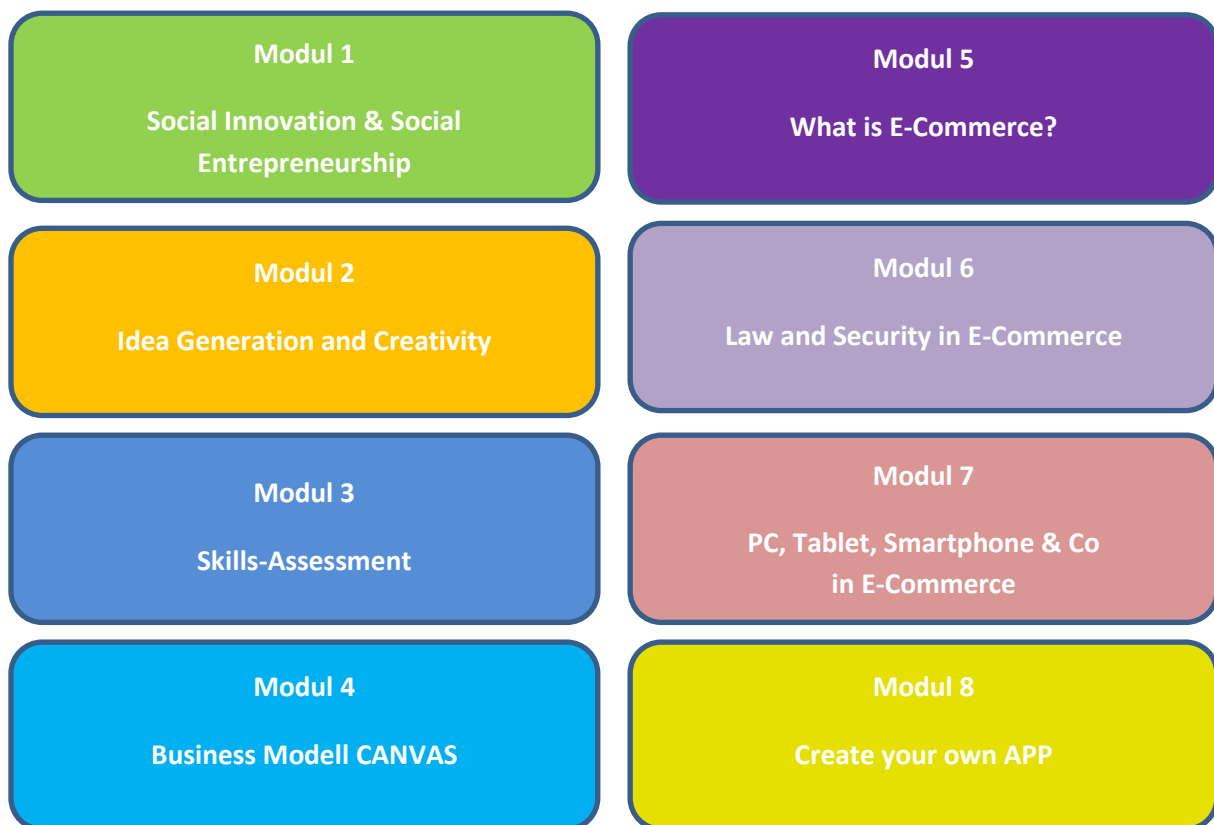 Modul 1
Social Innovation & Social
Entrepreneurship
Modul 2
Idea Generation and Creativity
Modul 3
Skills-Assessment
Modul 4
Business Modell CANVAS
Modul 5
What is E-Commerce?
Modul 6
Law and Security in E-Commerce
Modul 7
PC, Tablet, Smartphone & Co
in E-Commerce
Modul 8
Create your own APP